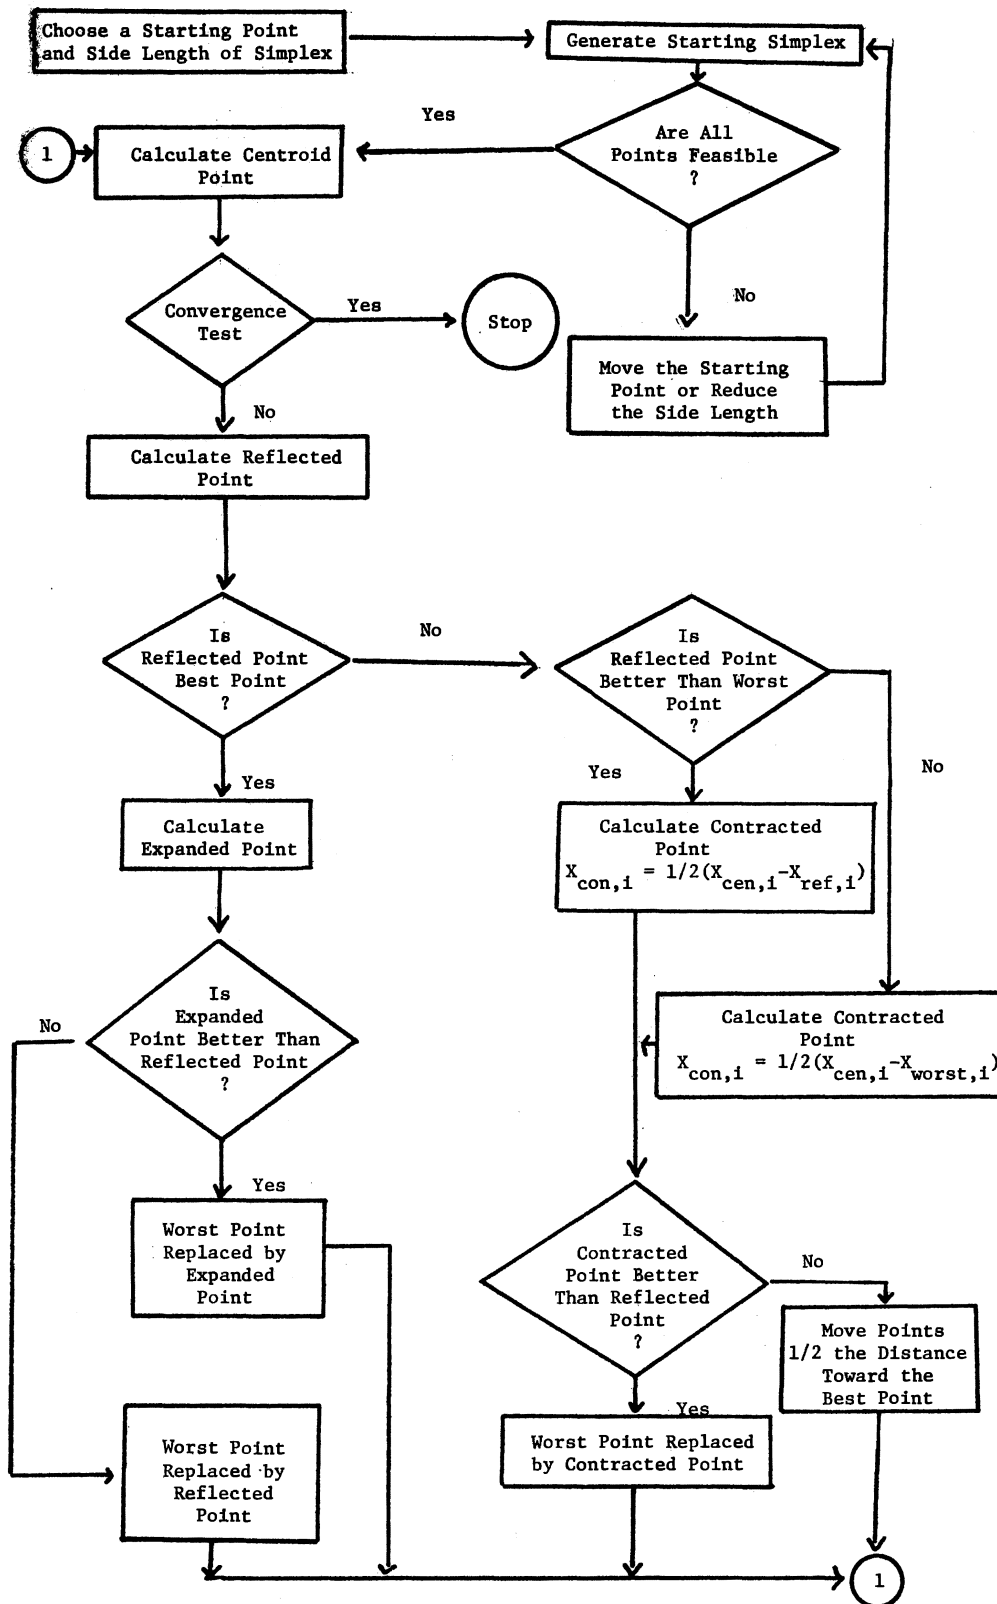 Choose a Starting Point
and Side Length of Simplex
Generate Starting Simplex
Are All
Points Feasible
?
Yes
1
Calculate Centroid
Point
No
Move the Starting
Point or Reduce
the Side Length
Convergence
Test
Yes
Stop
No
Calculate Reflected
Point
Is
Reflected Point
Best Point
?
No
Is
Reflected Point
Better Than Worst
Point
?
Yes
No
Yes
Calculate
Expanded Point
Calculate Contracted
Point
X_con,i = 1/2(X_cen,i-X_ref,i)
Is
Expanded
Point Better Than
Reflected Point
?
No
Calculate Contracted
Point
X_con,i = 1/2(X_cen,i-X_worst,i)
Yes
Worst Point
Replaced by
Expanded
Point
Is
Contracted
Point Better
Than Reflected
Point
?
No
Move Points
1/2 the Distance
Toward the
Best Point
Yes
Worst Point Replaced
by Contracted Point
Worst Point
Replaced by
Reflected
Point
1